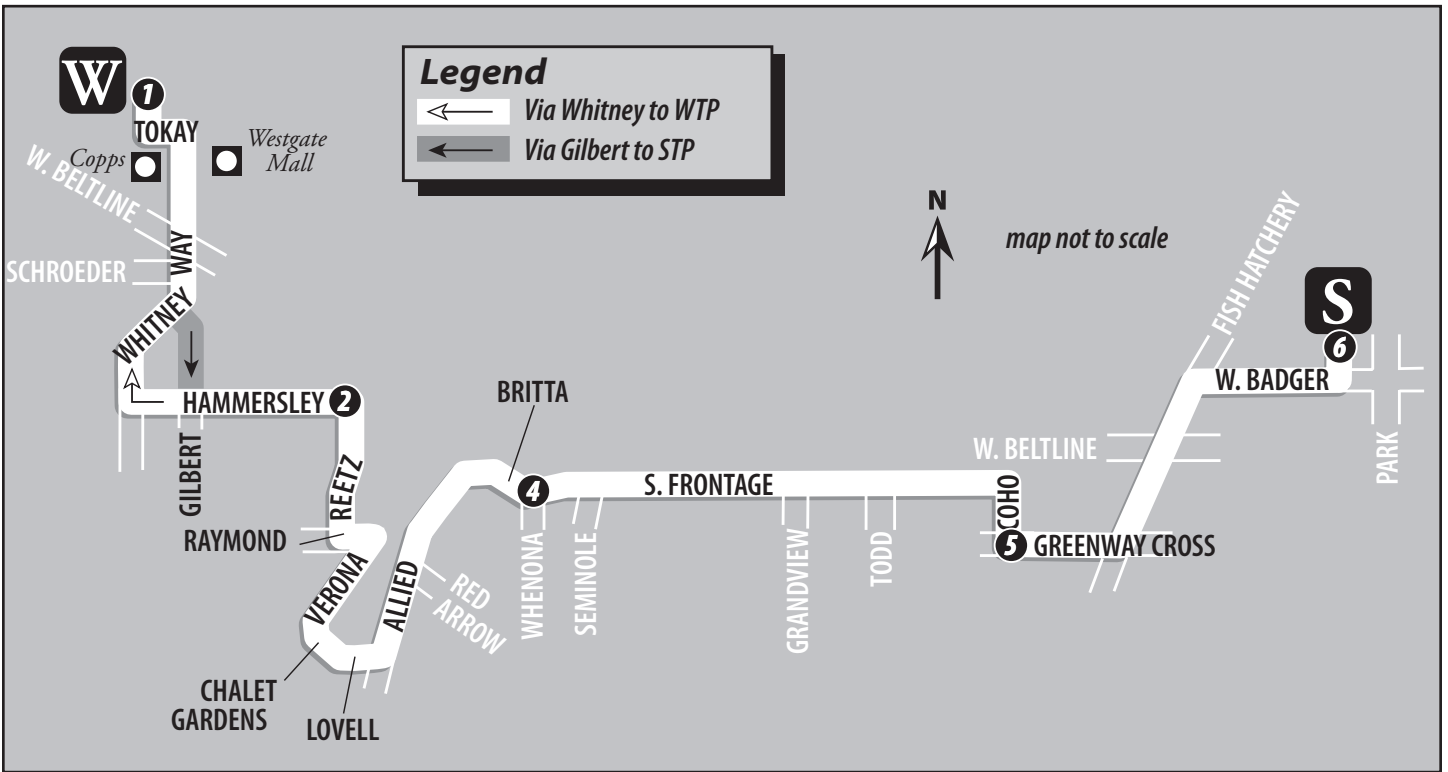 W
1
TOKAY
Copps
Westgate
Mall
W. BELTLINE
SCHROEDER
WHITNEY WAY
Legend
Via Whitney to WTP
Via Gilbert to STP
N
map not to scale
FISH HATCHERY
S
6
W. BADGER
PARK
HAMMERSLEY
2
GILBERT
REETZ
RAYMOND
VERONA
CHALET
GARDENS
LOVELL
ALLIED
RED
ARROW
BRITTA
4
WHENONA
SEMINOLE
S. FRONTAGE
GRANDVIEW
TODD
W. BELTLINE
COHO
5
GREENWAY CROSS